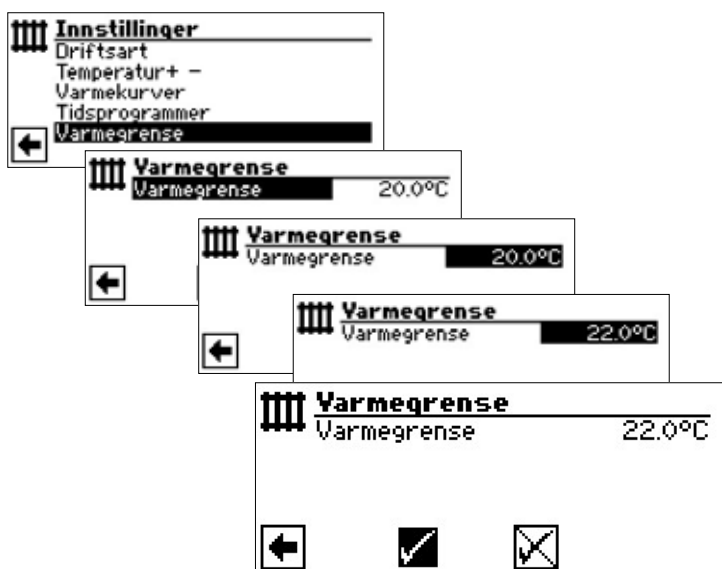 Innstillinger
Driftsart
Temperatur+ −
Varmekurver
Tidsprogrammer
Varmegrense
Varmegrense
Varmegrense 20.0°C
Varmegrense
Varmegrense 20.0°C
Varmegrense
Varmegrense 22.0°C
Varmegrense
Varmegrense 22.0°C